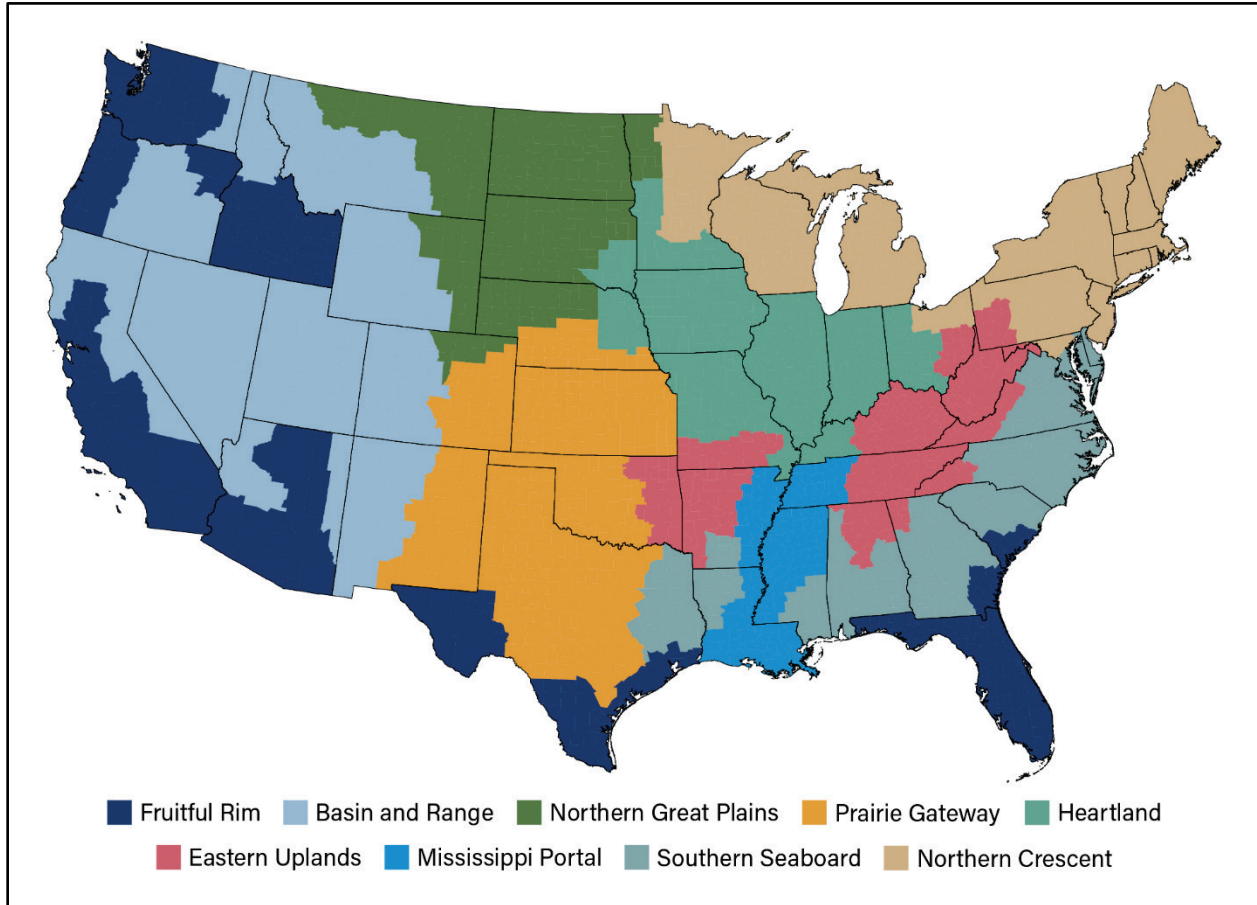 Fruitful Rim Basin and Range Northern Great Plains Prairie Gateway Heartland
Eastern Uplands Mississippi Portal Southern Seaboard Northern Crescent